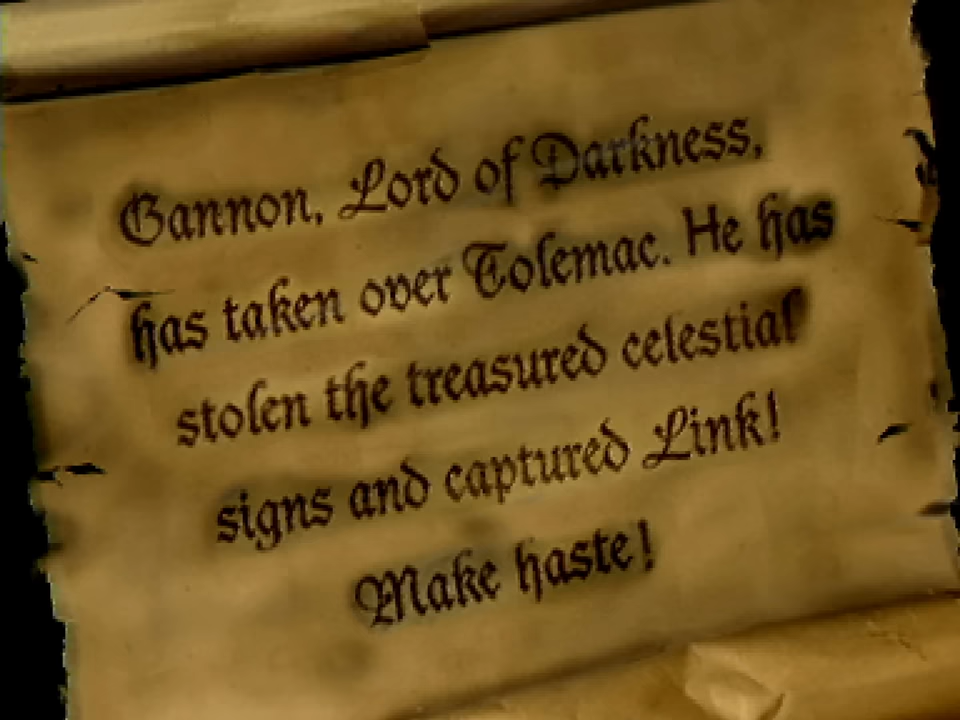 Gannon, Lord of Darkness,
has taken over Tolemac. He has
stolen the treasured celestial
signs and captured Link!
Make haste!